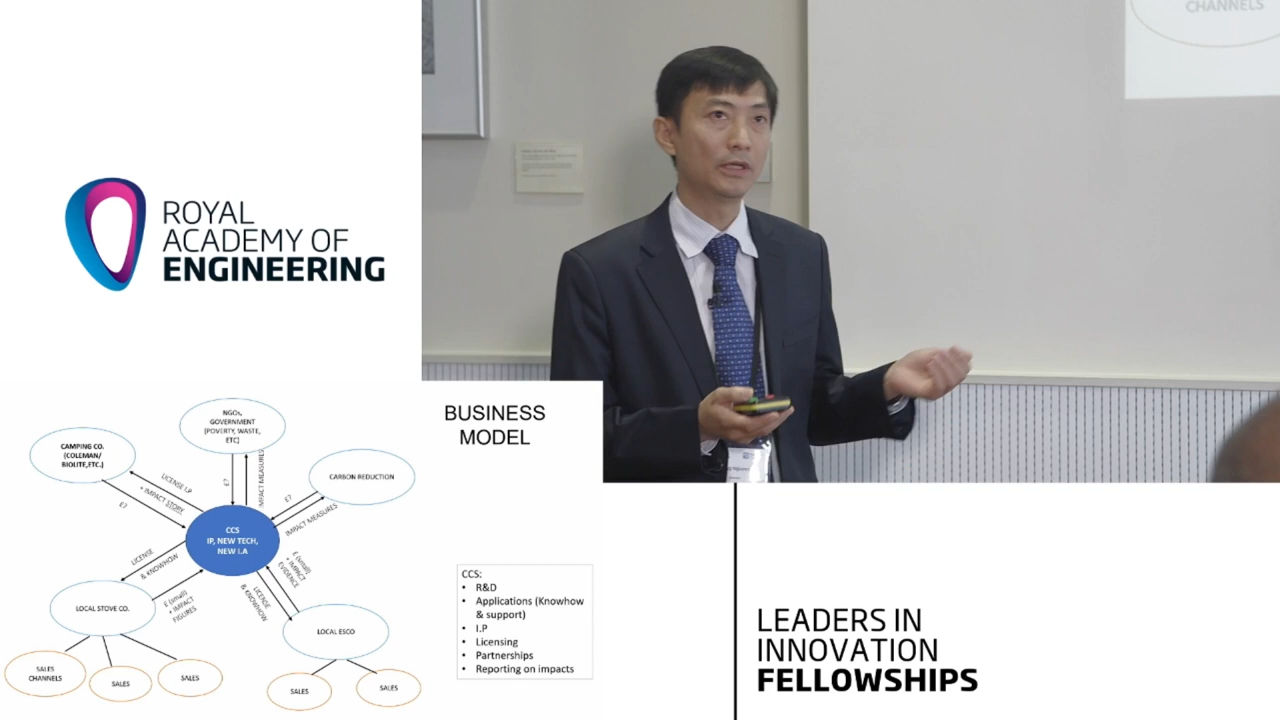 CHANNELS
ROYAL
ACADEMY OF
ENGINEERING
BUSINESS
MODEL
NGOs,
GOVERNMENT
(POVERTY, WASTE,
ETC)
CAMPING CO.
(COLEMAN/
BIOLITE,ETC.)
CARBON REDUCTION
LICENSE I.P
+ IMPACT STORY
£?
£?
IMPACT MEASURES
£?
IMPACT MEASURES
CCS
IP, NEW TECH,
NEW I.A
LICENSE
& KNOWHOW
£ (small)
+ IMPACT
FIGURES
£ (small)
+ IMPACT
EVIDENCE
LICENSE
& KNOWHOW
LOCAL STOVE CO.
LOCAL ESCO
SALES
CHANNELS
SALES
SALES
SALES
SALES
CCS:
• R&D
• Applications (Knowhow
& support)
• I.P
• Licensing
• Partnerships
• Reporting on impacts
LEADERS IN
INNOVATION
FELLOWSHIPS